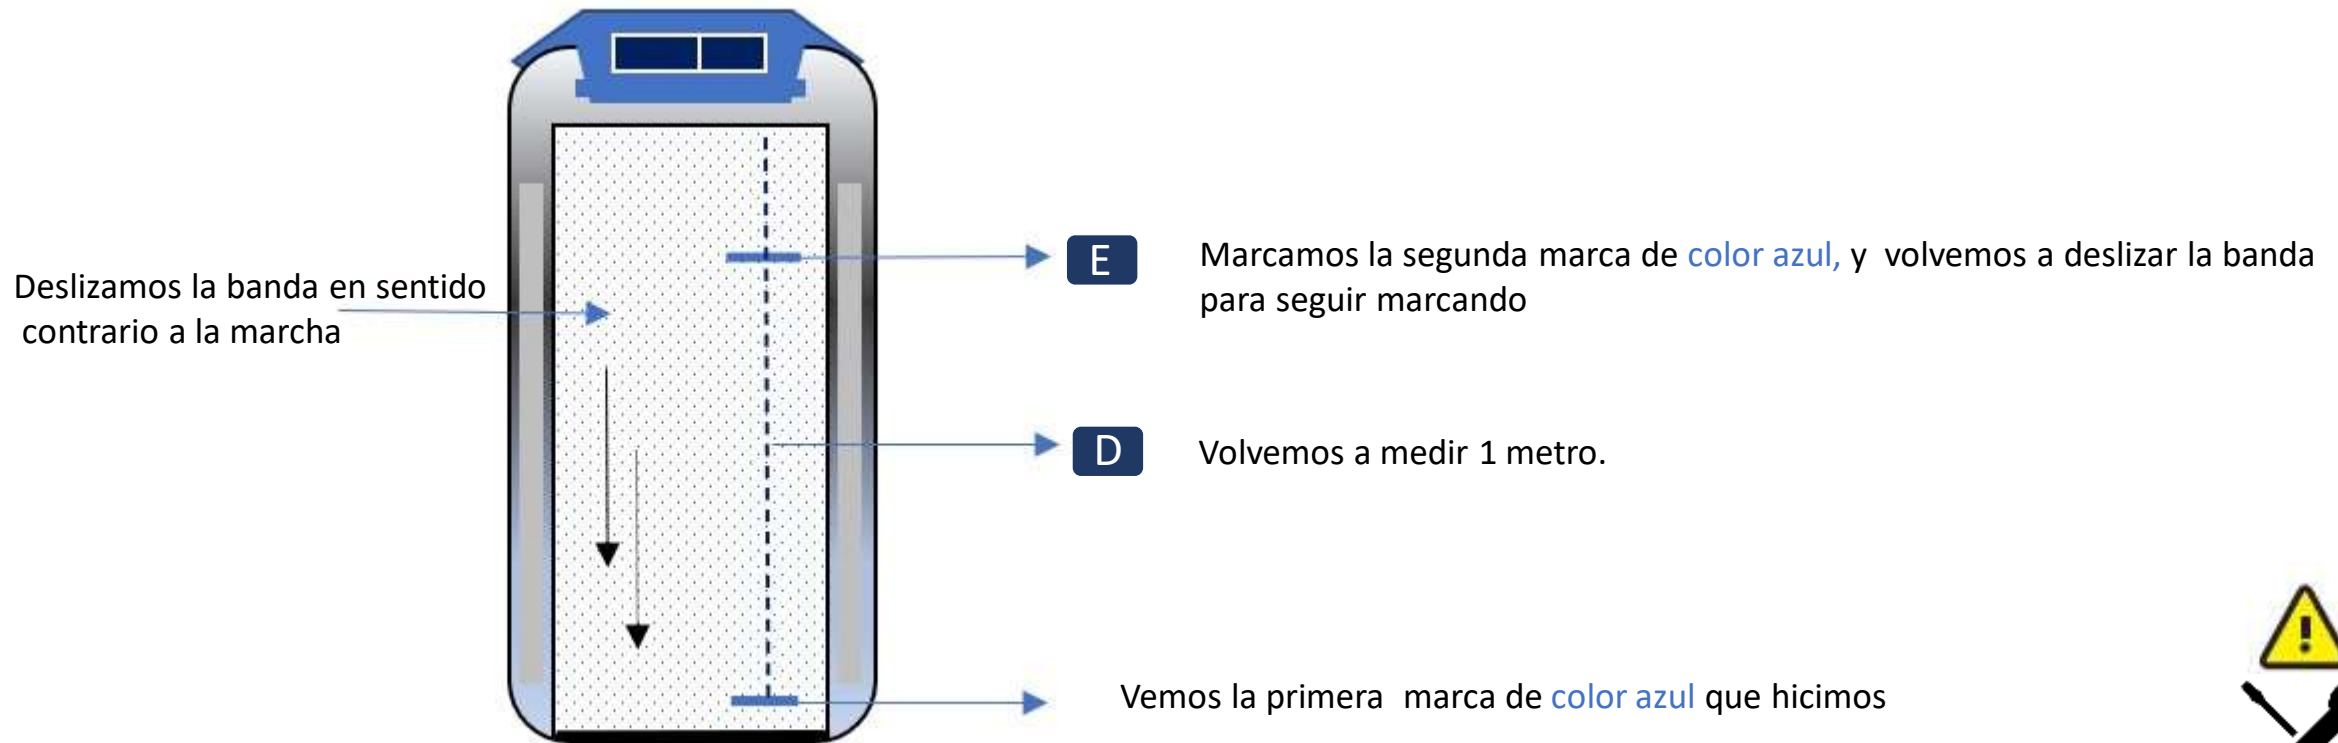 Deslizamos la banda en sentido
contrario a la marcha
E
Marcamos la segunda marca de color azul, y volvemos a deslizar la banda
para seguir marcando
D
Volvemos a medir 1 metro.
Vemos la primera marca de color azul que hicimos